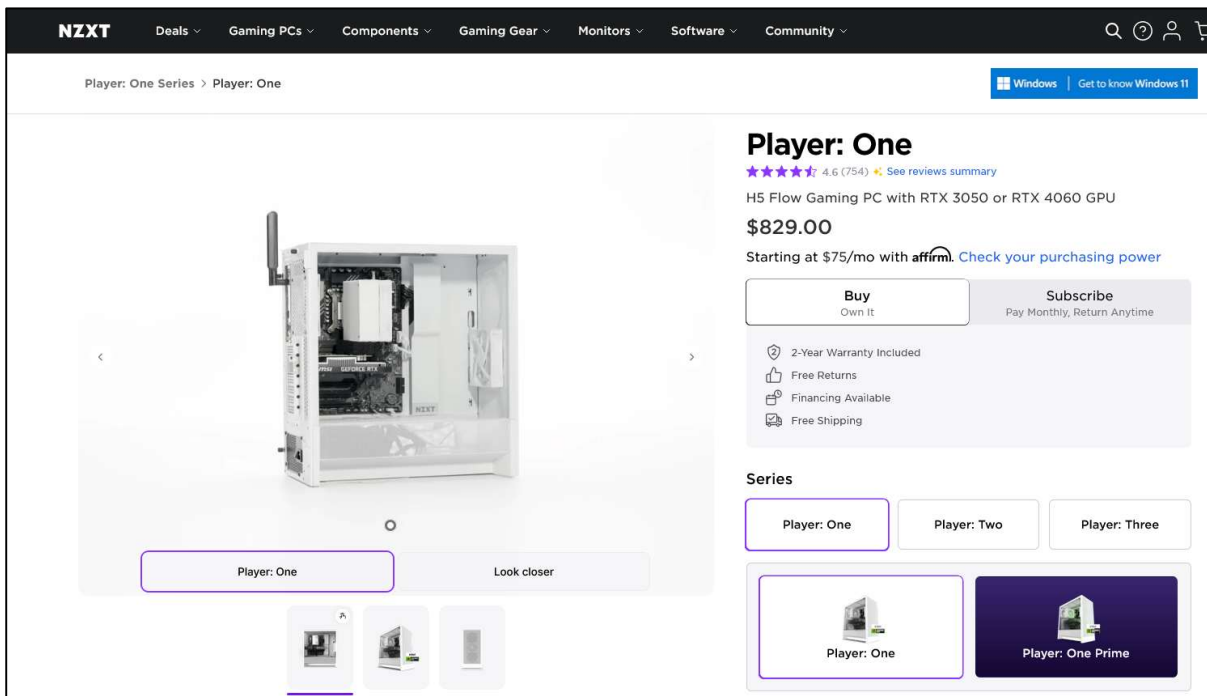 NZXT Deals Gaming PCs Components Gaming Gear Monitors Software Community
Player: One Series > Player: One
Windows | Get to know Windows 11
Player: One
4.6 (754) See reviews summary
H5 Flow Gaming PC with RTX 3050 or RTX 4060 GPU
$829.00
Starting at $75/mo with affirm. Check your purchasing power
Buy
Own It
Subscribe
Pay Monthly, Return Anytime
2-Year Warranty Included
Free Returns
Financing Available
Free Shipping
msi GEFORCE RTX
NZXT
Player: One
Look closer
Series
Player: One
Player: Two
Player: Three
Player: One
Player: One Prime